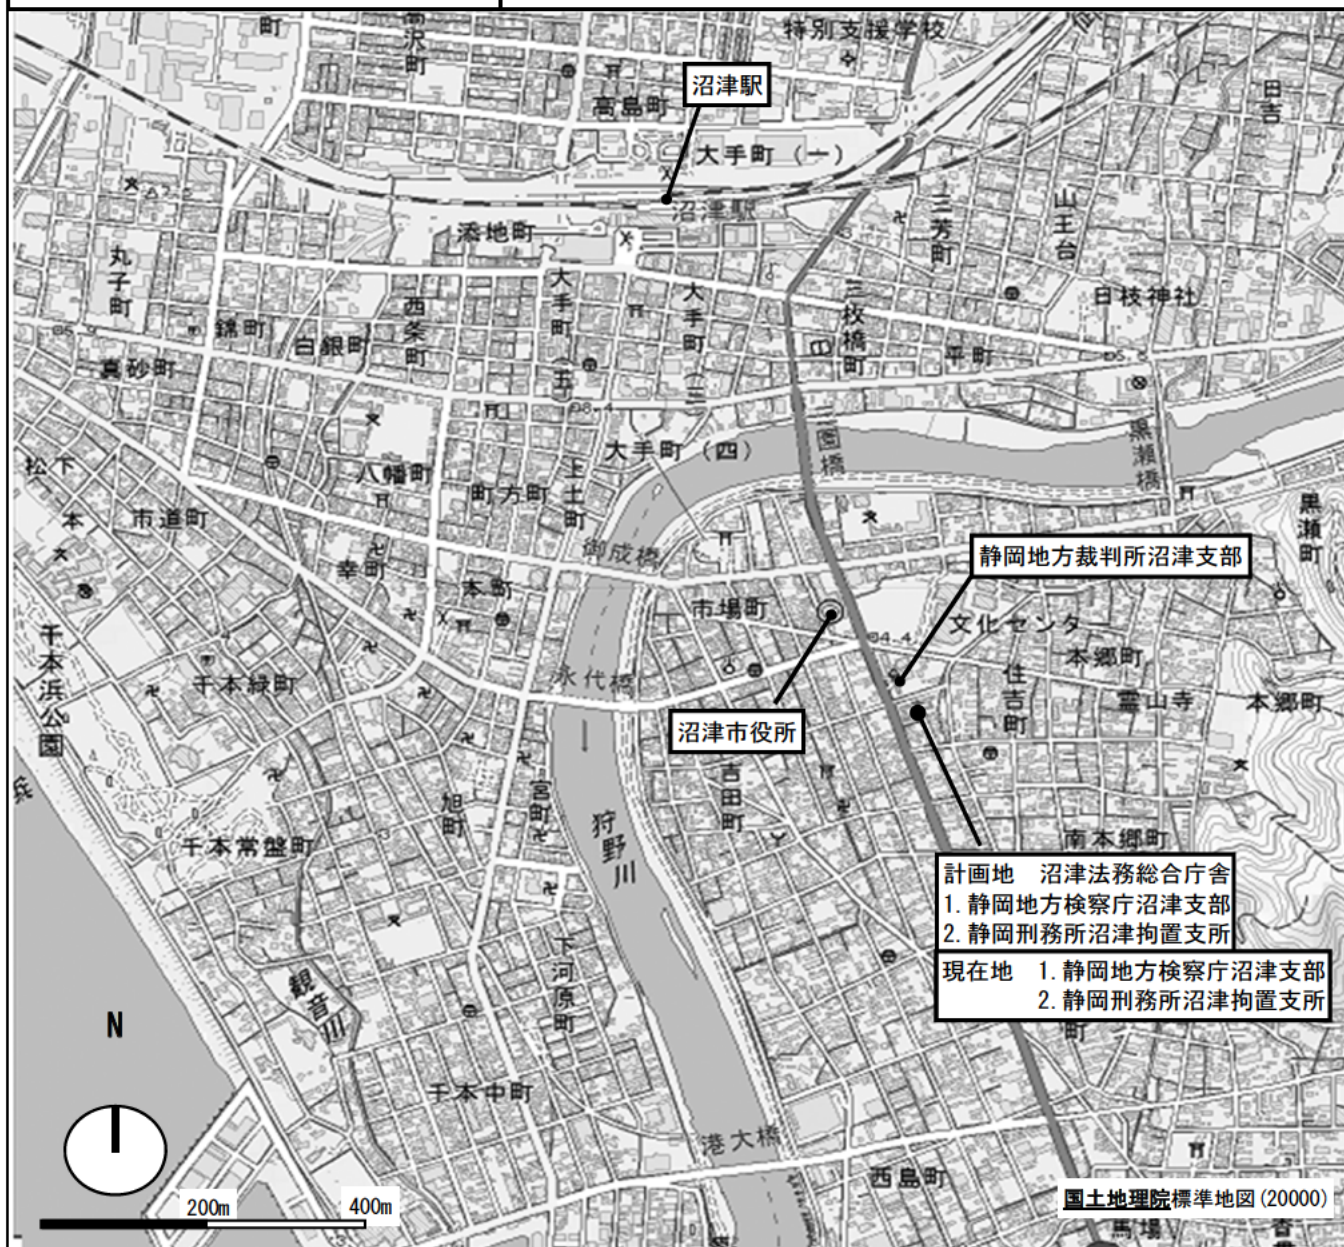 町
高沢町
特別支援学校
沼津駅
日吉
高島町
大手町（一）
沼津駅
添地町
三芳町
山王台
丸子町
大手町（五）
大手町（三）
西条町
三枚橋町
日枝神社
錦町
白銀町
平町
真砂町
三園橋
黒瀬橋
大手町（四）
松下
八幡町
町方町
上土町
黒瀬町
本
市道町
御成橋
静岡地方裁判所沼津支部
幸町
本町
市場町
文化センタ
千本浜公園
本郷町
千本緑町
永代橋
住吉町
霊山寺
本郷町
沼津市役所
浜
吉田町
旭町
宮町
狩野川
千本常盤町
南本郷町
計画地　沼津法務総合庁舎
1. 静岡地方検察庁沼津支部
2. 静岡刑務所沼津拘置支所
現在地　1. 静岡地方検察庁沼津支部
2. 静岡刑務所沼津拘置支所
下河原町
観音川
N
町
千本中町
港大橋
西島町
200m
400m
国土地理院標準地図(20000)
馬場
香